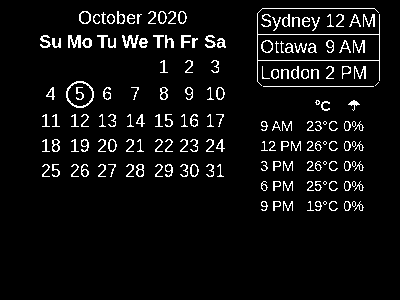 October 2020
Su Mo Tu We Th Fr Sa
1 2 3
4 5 6 7 8 9 10
11 12 13 14 15 16 17
18 19 20 21 22 23 24
25 26 27 28 29 30 31
Sydney 12 AM
Ottawa 9 AM
London 2 PM
°C ☂
9 AM 23°C 0%
12 PM 26°C 0%
3 PM 26°C 0%
6 PM 25°C 0%
9 PM 19°C 0%